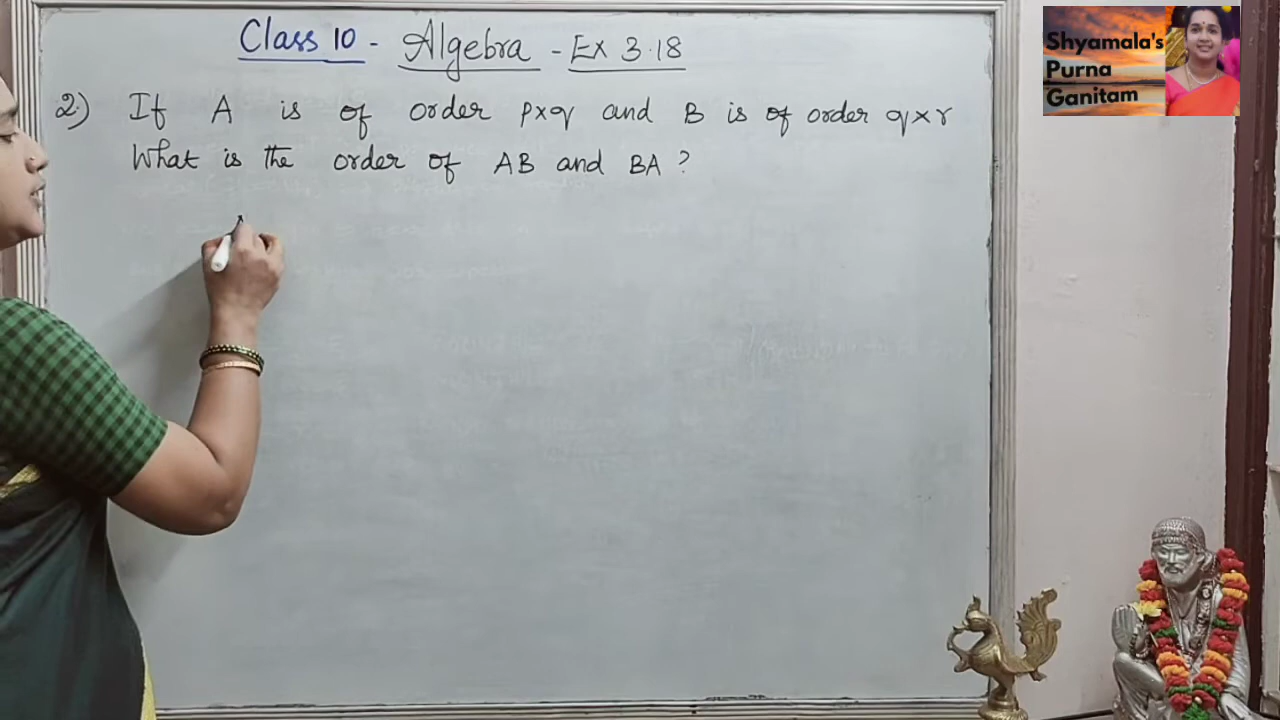 Class 10 - Algebra - Ex 3.18
2) If A is of order p×q and B is of order q×r
What is the order of AB and BA ?
Shyamala's
Purna
Ganitam